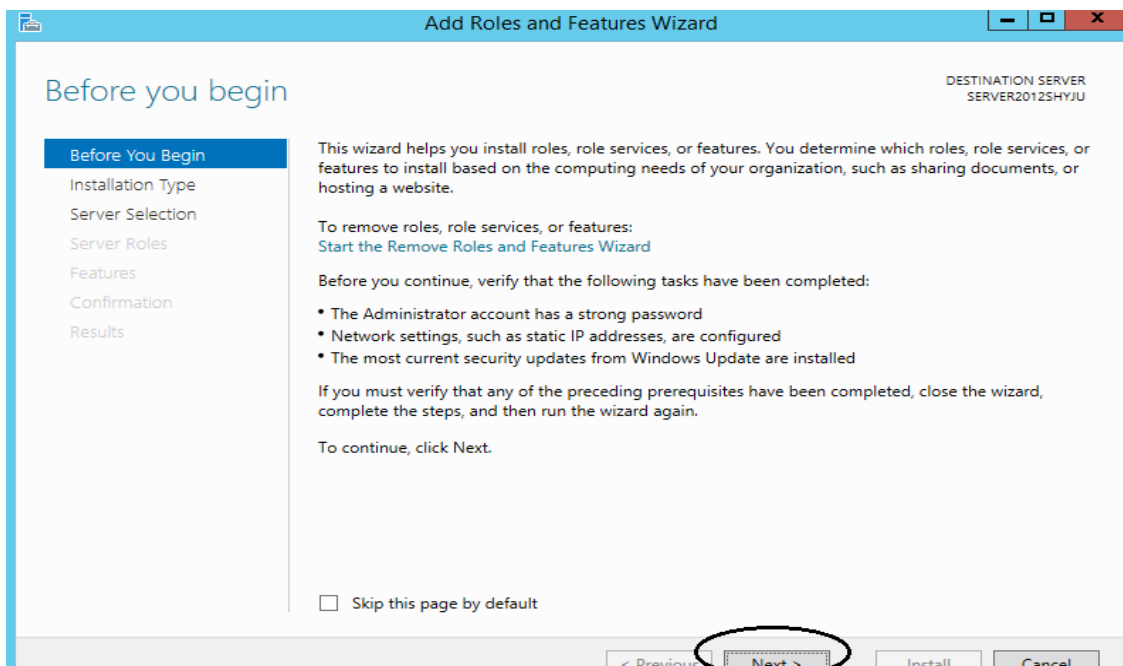 Add Roles and Features Wizard
Before you begin
DESTINATION SERVER
SERVER2012SHYJU
Before You Begin
Installation Type
Server Selection
Server Roles
Features
Confirmation
Results
This wizard helps you install roles, role services, or features. You determine which roles, role services, or
features to install based on the computing needs of your organization, such as sharing documents, or
hosting a website.
To remove roles, role services, or features:
Start the Remove Roles and Features Wizard
Before you continue, verify that the following tasks have been completed:
• The Administrator account has a strong password
• Network settings, such as static IP addresses, are configured
• The most current security updates from Windows Update are installed
If you must verify that any of the preceding prerequisites have been completed, close the wizard,
complete the steps, and then run the wizard again.
To continue, click Next.
Skip this page by default
< Previous Next > Install Cancel